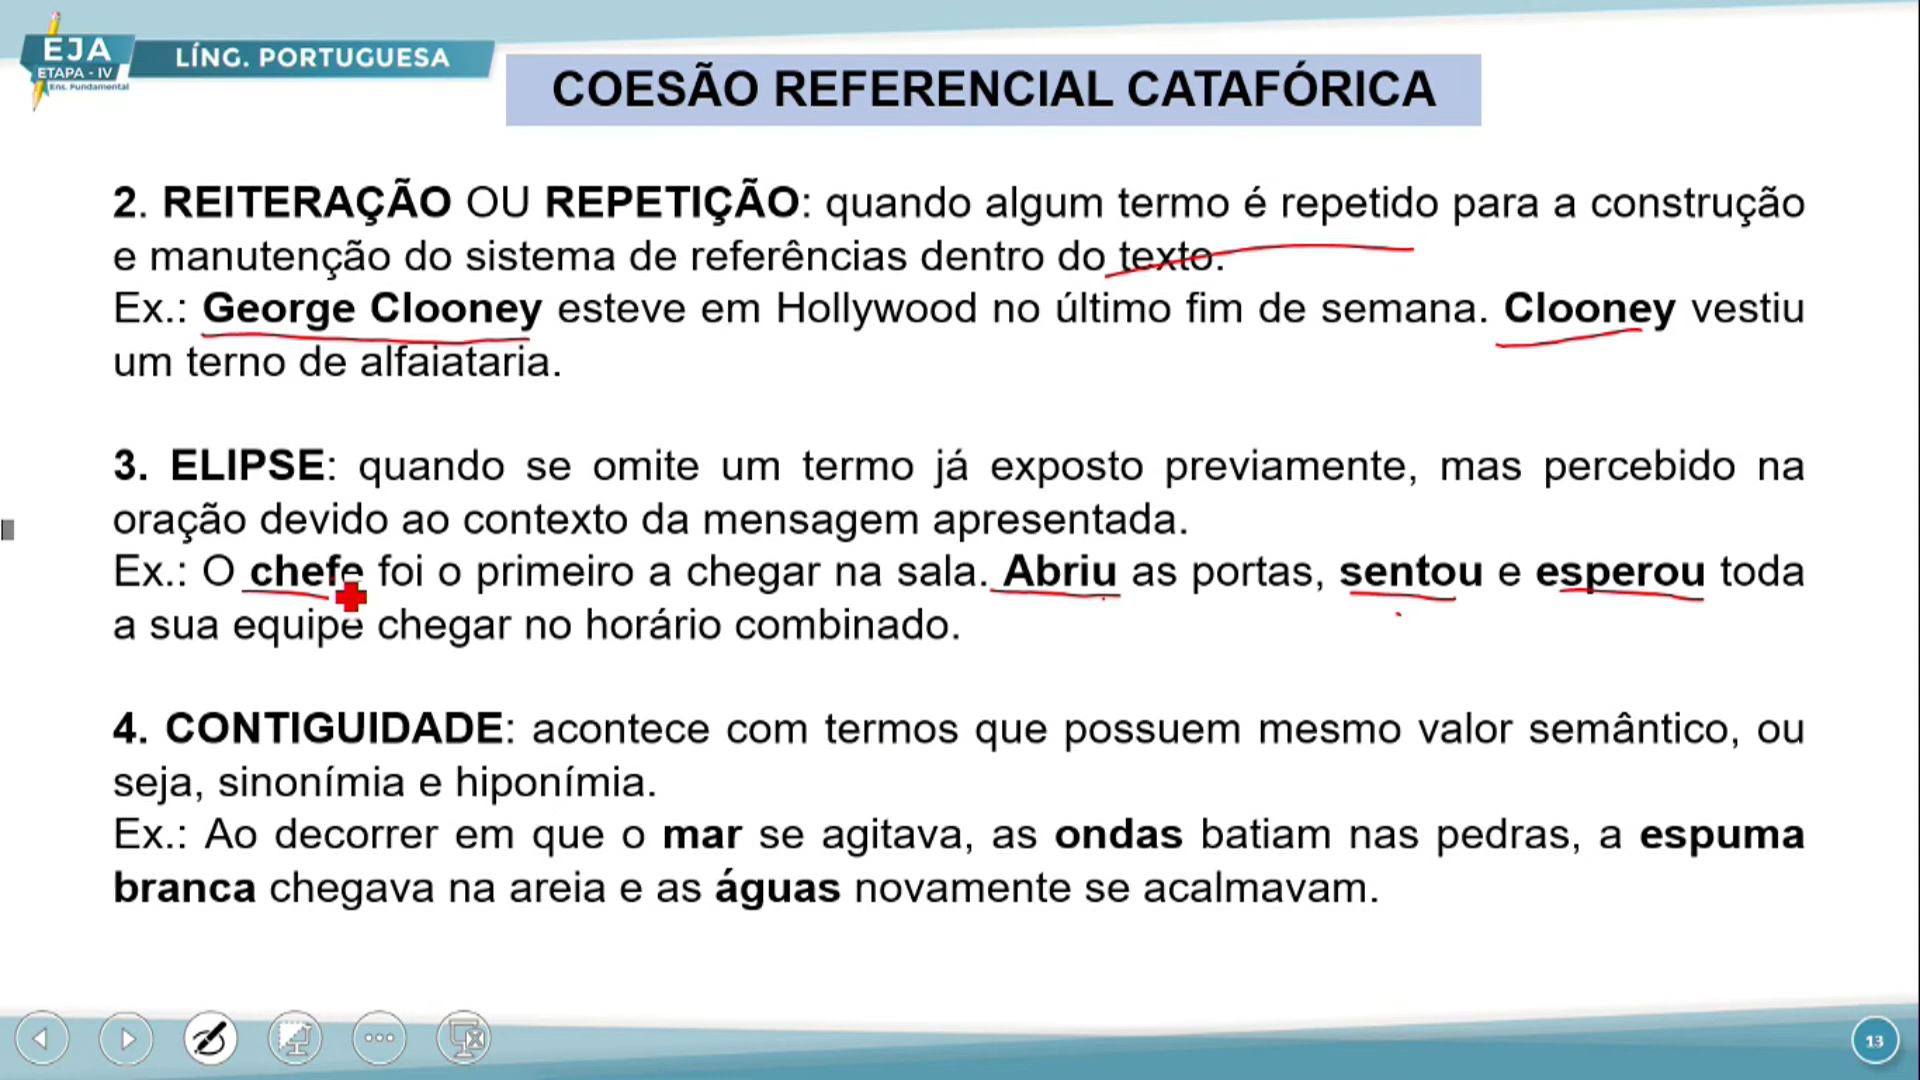 EJA
ETAPA - IV
Ens. Fundamental
LÍNG. PORTUGUESA
COESÃO REFERENCIAL CATAFÓRICA
2. REITERAÇÃO OU REPETIÇÃO: quando algum termo é repetido para a construção
e manutenção do sistema de referências dentro do texto.
Ex.: George Clooney esteve em Hollywood no último fim de semana. Clooney vestiu
um terno de alfaiataria.
3. ELIPSE: quando se omite um termo já exposto previamente, mas percebido na
oração devido ao contexto da mensagem apresentada.
Ex.: O chefe foi o primeiro a chegar na sala. Abriu as portas, sentou e esperou toda
a sua equipe chegar no horário combinado.
4. CONTIGUIDADE: acontece com termos que possuem mesmo valor semântico, ou
seja, sinonímia e hiponímia.
Ex.: Ao decorrer em que o mar se agitava, as ondas batiam nas pedras, a espuma
branca chegava na areia e as águas novamente se acalmavam.
13